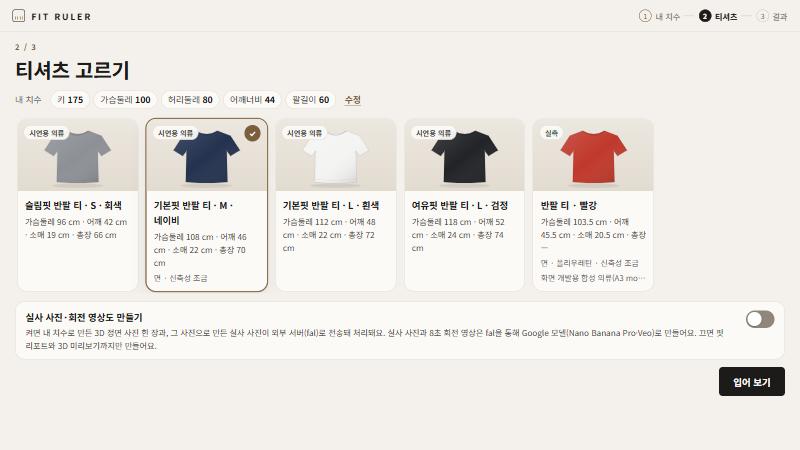 FIT RULER
1 내 치수 2 티셔츠 3 결과
2 / 3
티셔츠 고르기
내 치수 키 175 가슴둘레 100 허리둘레 80 어깨너비 44 팔길이 60 수정
시연용 의류
슬림핏 반팔 티 · S · 회색
가슴둘레 96 cm · 어깨 42 cm
· 소매 19 cm · 총장 66 cm
시연용 의류
기본핏 반팔 티 · M ·
네이비
가슴둘레 108 cm · 어깨 46
cm · 소매 22 cm · 총장 70
cm
면 · 신축성 조금
시연용 의류
기본핏 반팔 티 · L · 흰색
가슴둘레 112 cm · 어깨 48
cm · 소매 22 cm · 총장 72
cm
시연용 의류
여유핏 반팔 티 · L · 검정
가슴둘레 118 cm · 어깨 52
cm · 소매 24 cm · 총장 74
cm
실측
반팔 티 · 빨강
가슴둘레 103.5 cm · 어깨
45.5 cm · 소매 20.5 cm · 총장
—
면 · 폴리우레탄 · 신축성 조금
화면 개발용 합성 의류(A3 mo…
실사 사진·회전 영상도 만들기
켜면 내 치수로 만든 3D 정면 사진 한 장과, 그 사진으로 만든 실사 사진이 외부 서버(fal)로 전송돼 처리돼요. 실사 사진과 8초 회전 영상은 fal을 통해 Google 모델(Nano Banana Pro·Veo)로 만들어요. 끄면 핏
리포트와 3D 미리보기까지만 만들어요.
입어 보기